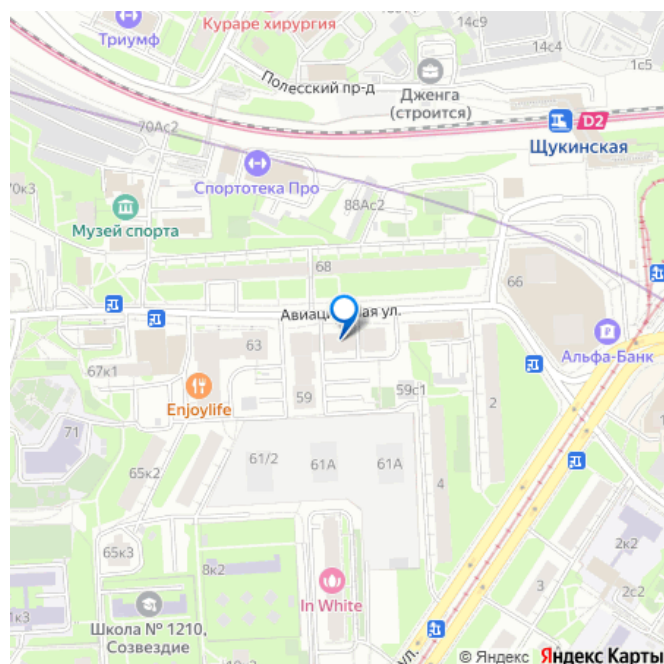 Триумф
Кураре хирургия
14с9
14с4
1с5
Полесский пр-д
Дженга
(строится)
D2
Щукинская
70Ас2
Спортотека Про
70к3
88Ас2
Музей спорта
68
66
Авиационная ул.
63
Альфа-Банк
67к1
Enjoylife
59
59с1
2
71
61/2
61А
61А
65к2
4
65к3
8к2
2к2
In White
3
2с2
1к3
Школа № 1210,
Созвездие
ул.
© Яндекс Яндекс Карты